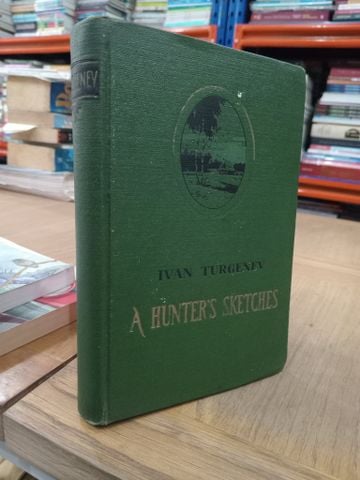 IVAN TURGENEV
A HUNTER'S SKETCHES